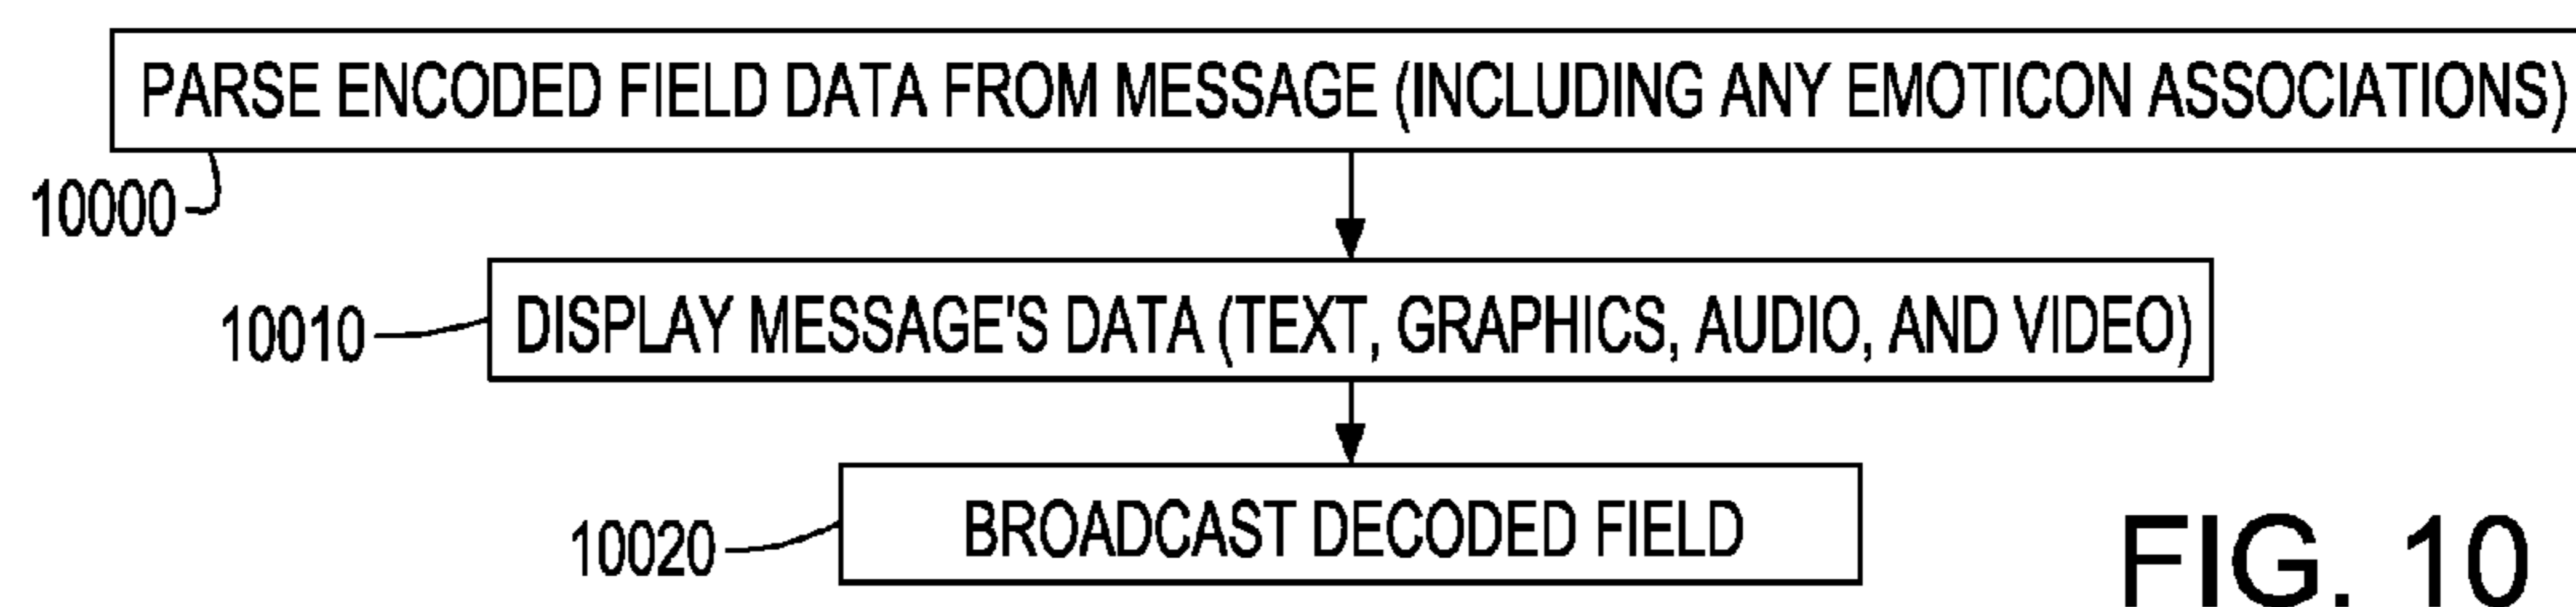 PARSE ENCODED FIELD DATA FROM MESSAGE (INCLUDING ANY EMOTICON ASSOCIATIONS)
10000
10010
DISPLAY MESSAGE'S DATA (TEXT, GRAPHICS, AUDIO, AND VIDEO)
10020
BROADCAST DECODED FIELD
FIG. 10